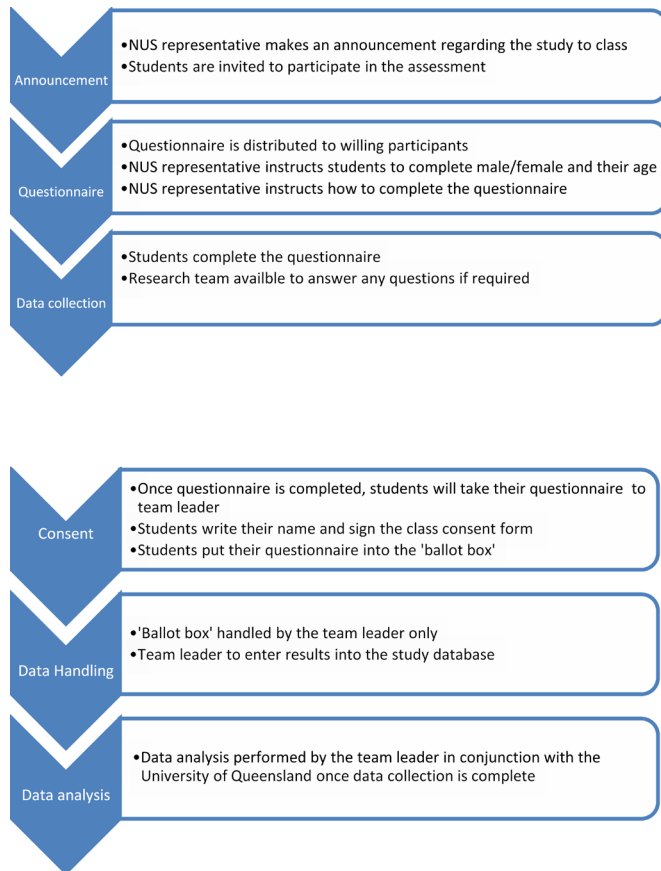 Announcement
•NUS representative makes an announcement regarding the study to class
•Students are invited to participate in the assessment
Questionnaire
•Questionnaire is distributed to willing participants
•NUS representative instructs students to complete male/female and their age
•NUS representative instructs how to complete the questionnaire
Data collection
•Students complete the questionnaire
•Research team availble to answer any questions if required
Consent
•Once questionnaire is completed, students will take their questionnaire to
team leader
•Students write their name and sign the class consent form
•Students put their questionnaire into the 'ballot box'
Data Handling
•'Ballot box' handled by the team leader only
•Team leader to enter results into the study database
Data analysis
•Data analysis performed by the team leader in conjunction with the
University of Queensland once data collection is complete